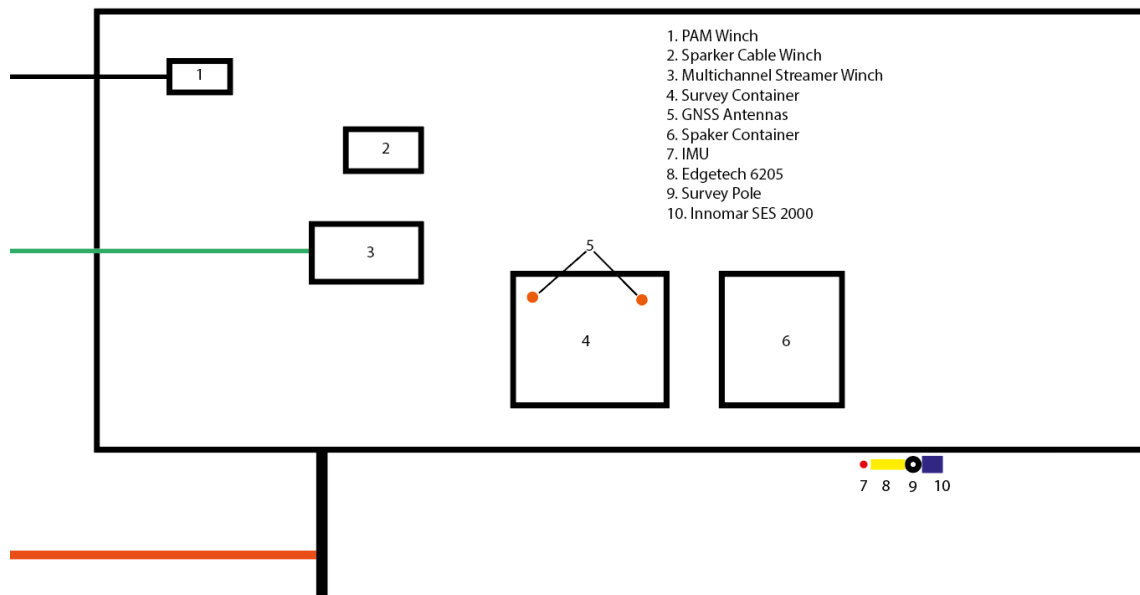 1. PAM Winch
2. Sparker Cable Winch
3. Multichannel Streamer Winch
4. Survey Container
5. GNSS Antennas
6. Spaker Container
7. IMU
8. Edgetech 6205
9. Survey Pole
10. Innomar SES 2000
1
2
3
5
4
6
7 8 9 10